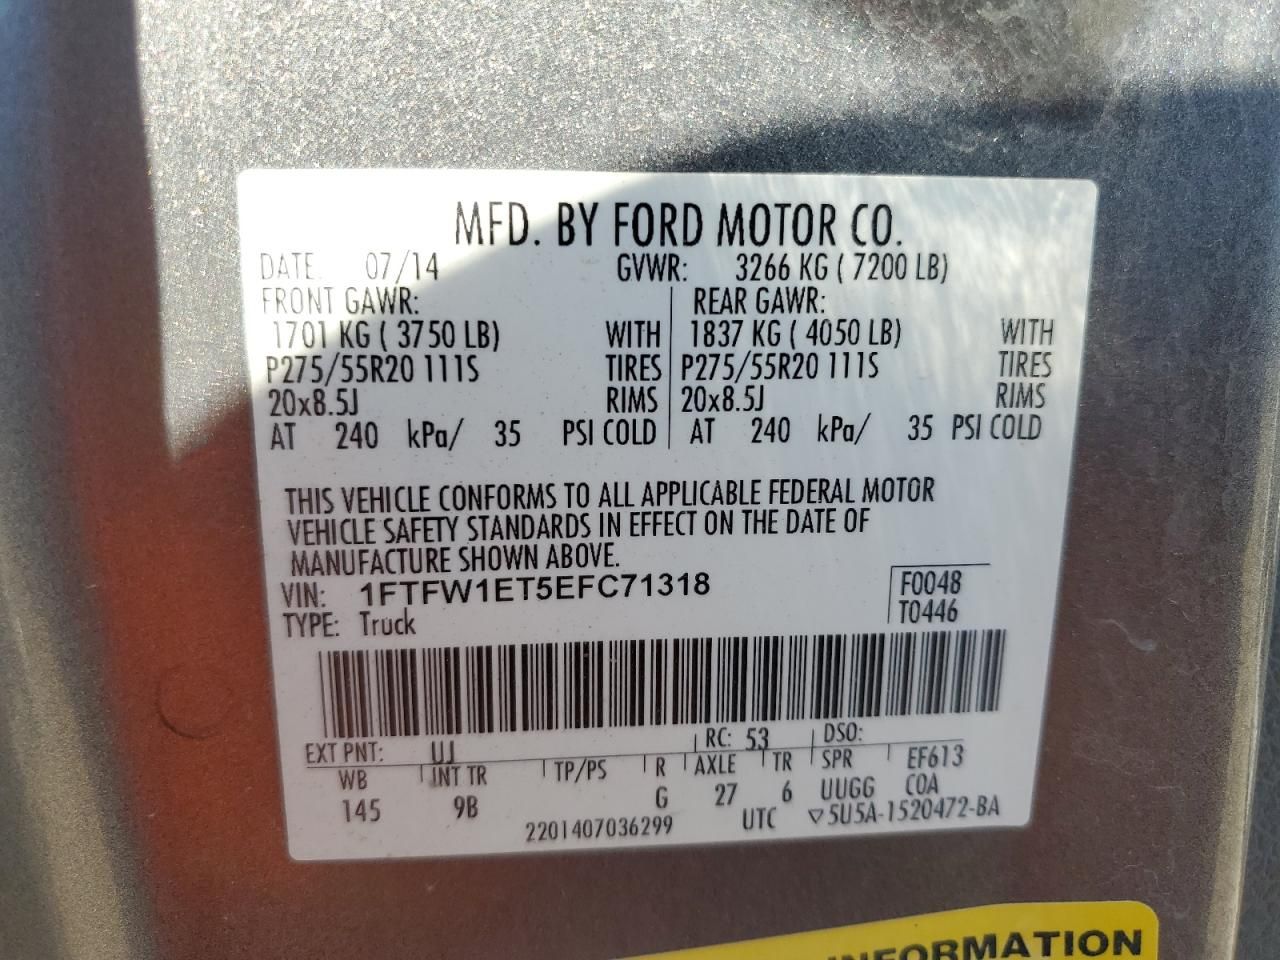 MFD. BY FORD MOTOR CO.
DATE: 07/14 GVWR: 3266 KG ( 7200 LB)
FRONT GAWR: REAR GAWR:
1701 KG ( 3750 LB) WITH 1837 KG ( 4050 LB) WITH
P275/55R20 111S TIRES P275/55R20 111S TIRES
20x8.5J RIMS 20x8.5J RIMS
AT 240 kPa/ 35 PSI COLD AT 240 kPa/ 35 PSI COLD
THIS VEHICLE CONFORMS TO ALL APPLICABLE FEDERAL MOTOR
VEHICLE SAFETY STANDARDS IN EFFECT ON THE DATE OF
MANUFACTURE SHOWN ABOVE.
VIN: 1FTFW1ET5EFC71318 F0048
TYPE: Truck T0446
EXT PNT: UJ RC: 53 DSO:
WB INT TR TP/PS R AXLE TR SPR EF613
145 9B G 27 6 UUGG COA
2201407036299 UTC ▽5U5A-1520472-BA
INFORMATION